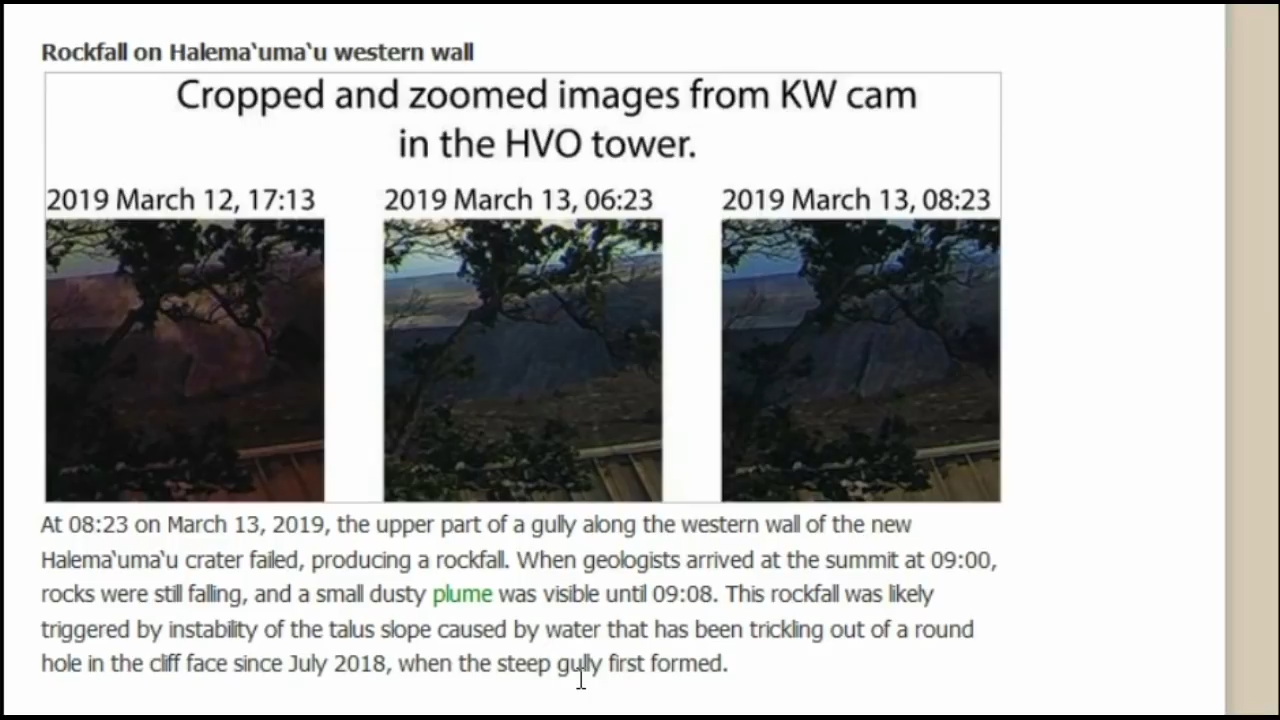 Rockfall on Halemaʻumaʻu western wall
Cropped and zoomed images from KW cam
in the HVO tower.
2019 March 12, 17:13
2019 March 13, 06:23
2019 March 13, 08:23
At 08:23 on March 13, 2019, the upper part of a gully along the western wall of the new
Halemaʻumaʻu crater failed, producing a rockfall. When geologists arrived at the summit at 09:00,
rocks were still falling, and a small dusty plume was visible until 09:08. This rockfall was likely
triggered by instability of the talus slope caused by water that has been trickling out of a round
hole in the cliff face since July 2018, when the steep gully first formed.